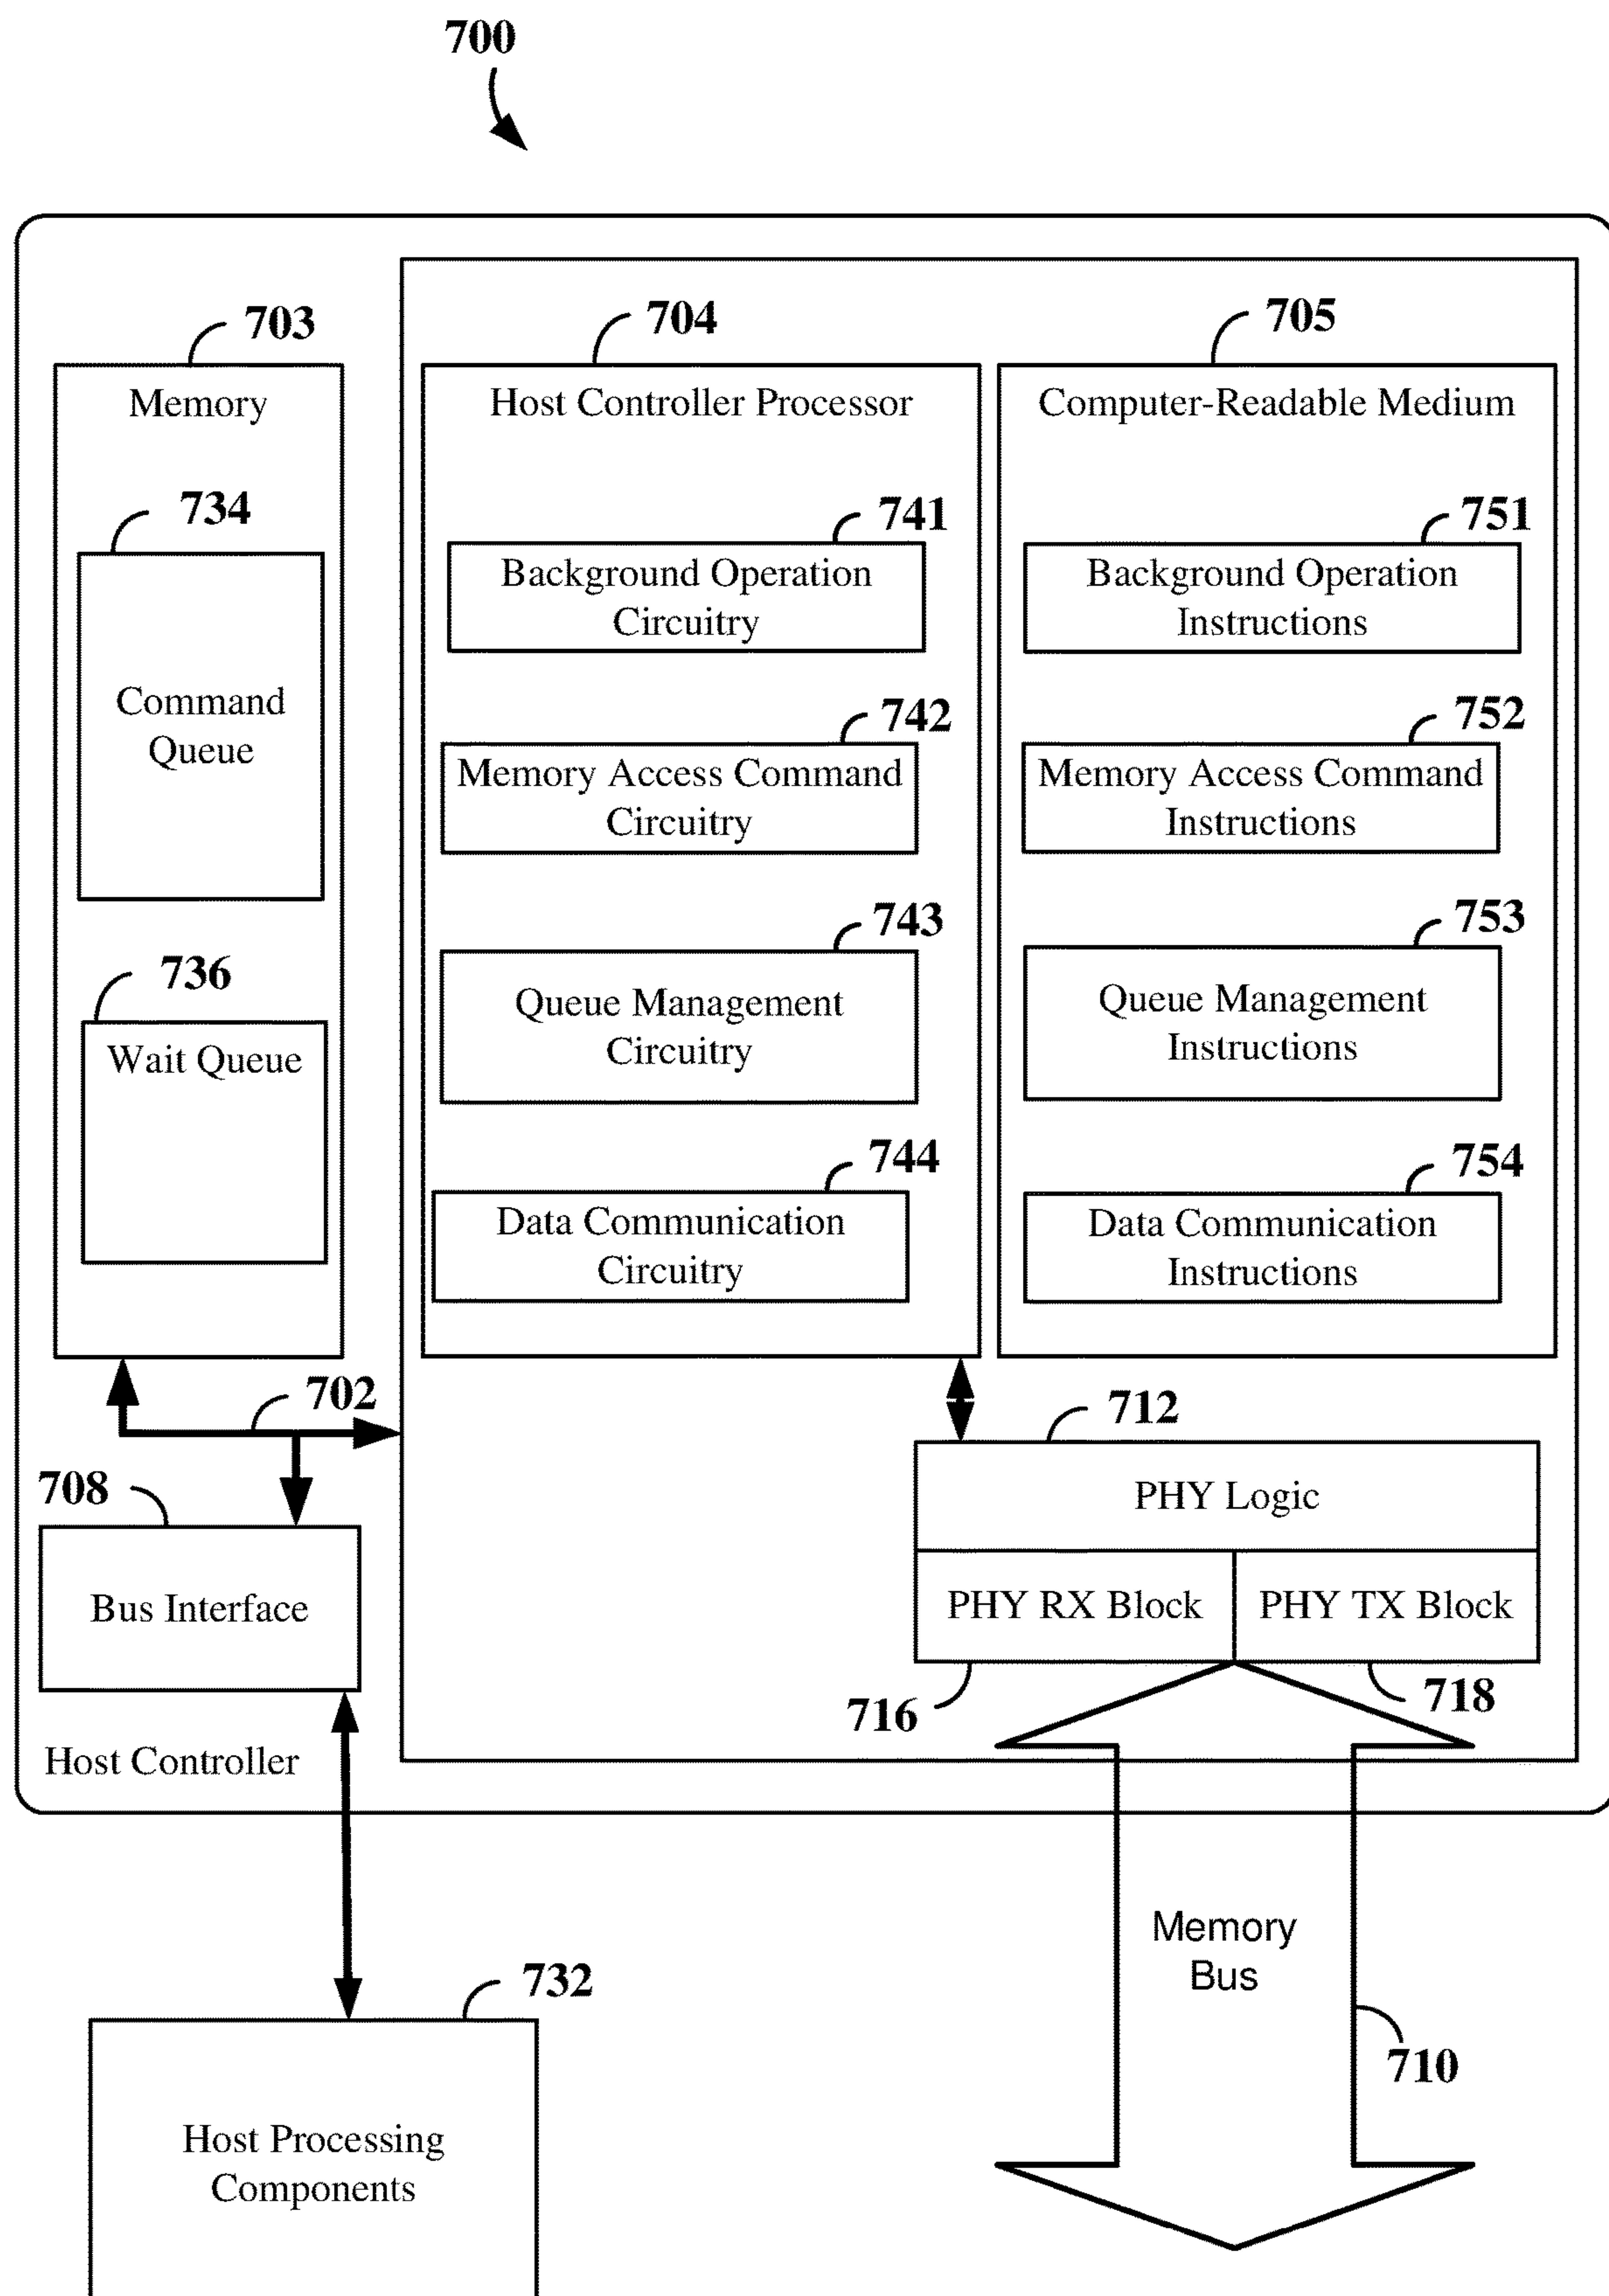 700
703
704
705
Memory
Host Controller Processor
Computer-Readable Medium
734
741
751
Command
Queue
Background Operation
Circuitry
Background Operation
Instructions
742
752
Memory Access Command
Circuitry
Memory Access Command
Instructions
736
743
753
Wait Queue
Queue Management
Circuitry
Queue Management
Instructions
744
754
Data Communication
Circuitry
Data Communication
Instructions
702
712
708
PHY Logic
Bus Interface
PHY RX Block
PHY TX Block
716
718
Host Controller
Memory
Bus
732
710
Host Processing
Components